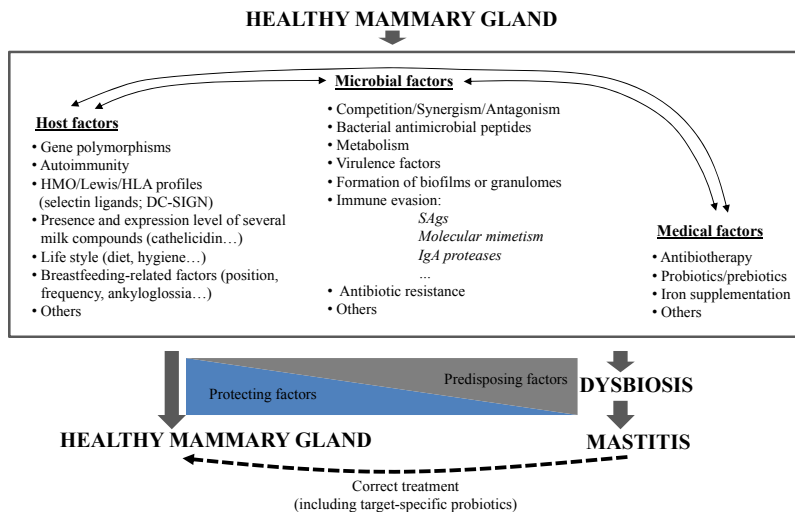 HEALTHY MAMMARY GLAND
Host factors
• Gene polymorphisms
• Autoimmunity
• HMO/Lewis/HLA profiles
(selectin ligands; DC-SIGN)
• Presence and expression level of several
milk compounds (cathelicidin…)
• Life style (diet, hygiene…)
• Breastfeeding-related factors (position,
frequency, ankyloglossia…)
• Others
Microbial factors
• Competition/Synergism/Antagonism
• Bacterial antimicrobial peptides
• Metabolism
• Virulence factors
• Formation of biofilms or granulomes
• Immune evasion:
SAgs
Molecular mimetism
IgA proteases
…
• Antibiotic resistance
• Others
Medical factors
• Antibiotherapy
• Probiotics/prebiotics
• Iron supplementation
• Others
Predisposing factors
Protecting factors
DYSBIOSIS
HEALTHY MAMMARY GLAND
MASTITIS
Correct treatment
(including target-specific probiotics)